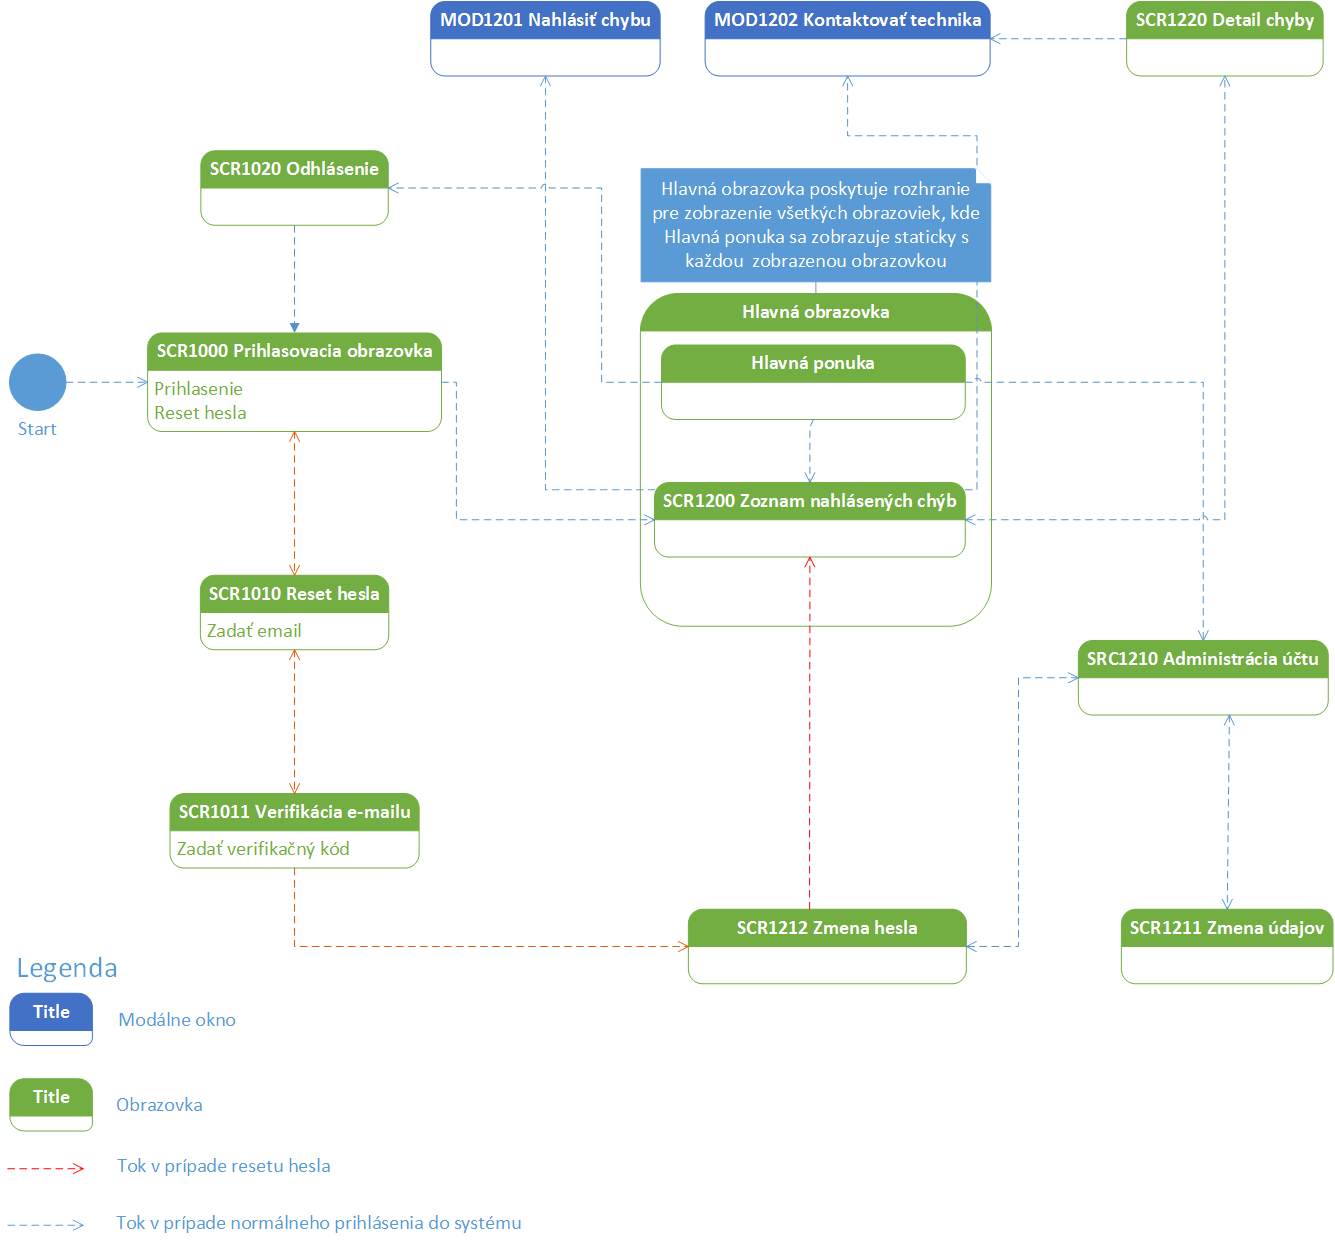 MOD1201 Nahlásiť chybu
MOD1202 Kontaktovať technika
SCR1220 Detail chyby
SCR1020 Odhlásenie
Hlavná obrazovka poskytuje rozhranie
pre zobrazenie všetkých obrazoviek, kde
Hlavná ponuka sa zobrazuje staticky s
každou zobrazenou obrazovkou
Hlavná obrazovka
SCR1000 Prihlasovacia obrazovka
Prihlasenie
Reset hesla
Start
Hlavná ponuka
SCR1200 Zoznam nahlásených chýb
SCR1010 Reset hesla
Zadať email
SRC1210 Administrácia účtu
SCR1011 Verifikácia e-mailu
Zadať verifikačný kód
SCR1212 Zmena hesla
SCR1211 Zmena údajov
Legenda
Title
Modálne okno
Title
Obrazovka
Tok v prípade resetu hesla
Tok v prípade normálneho prihlásenia do systému